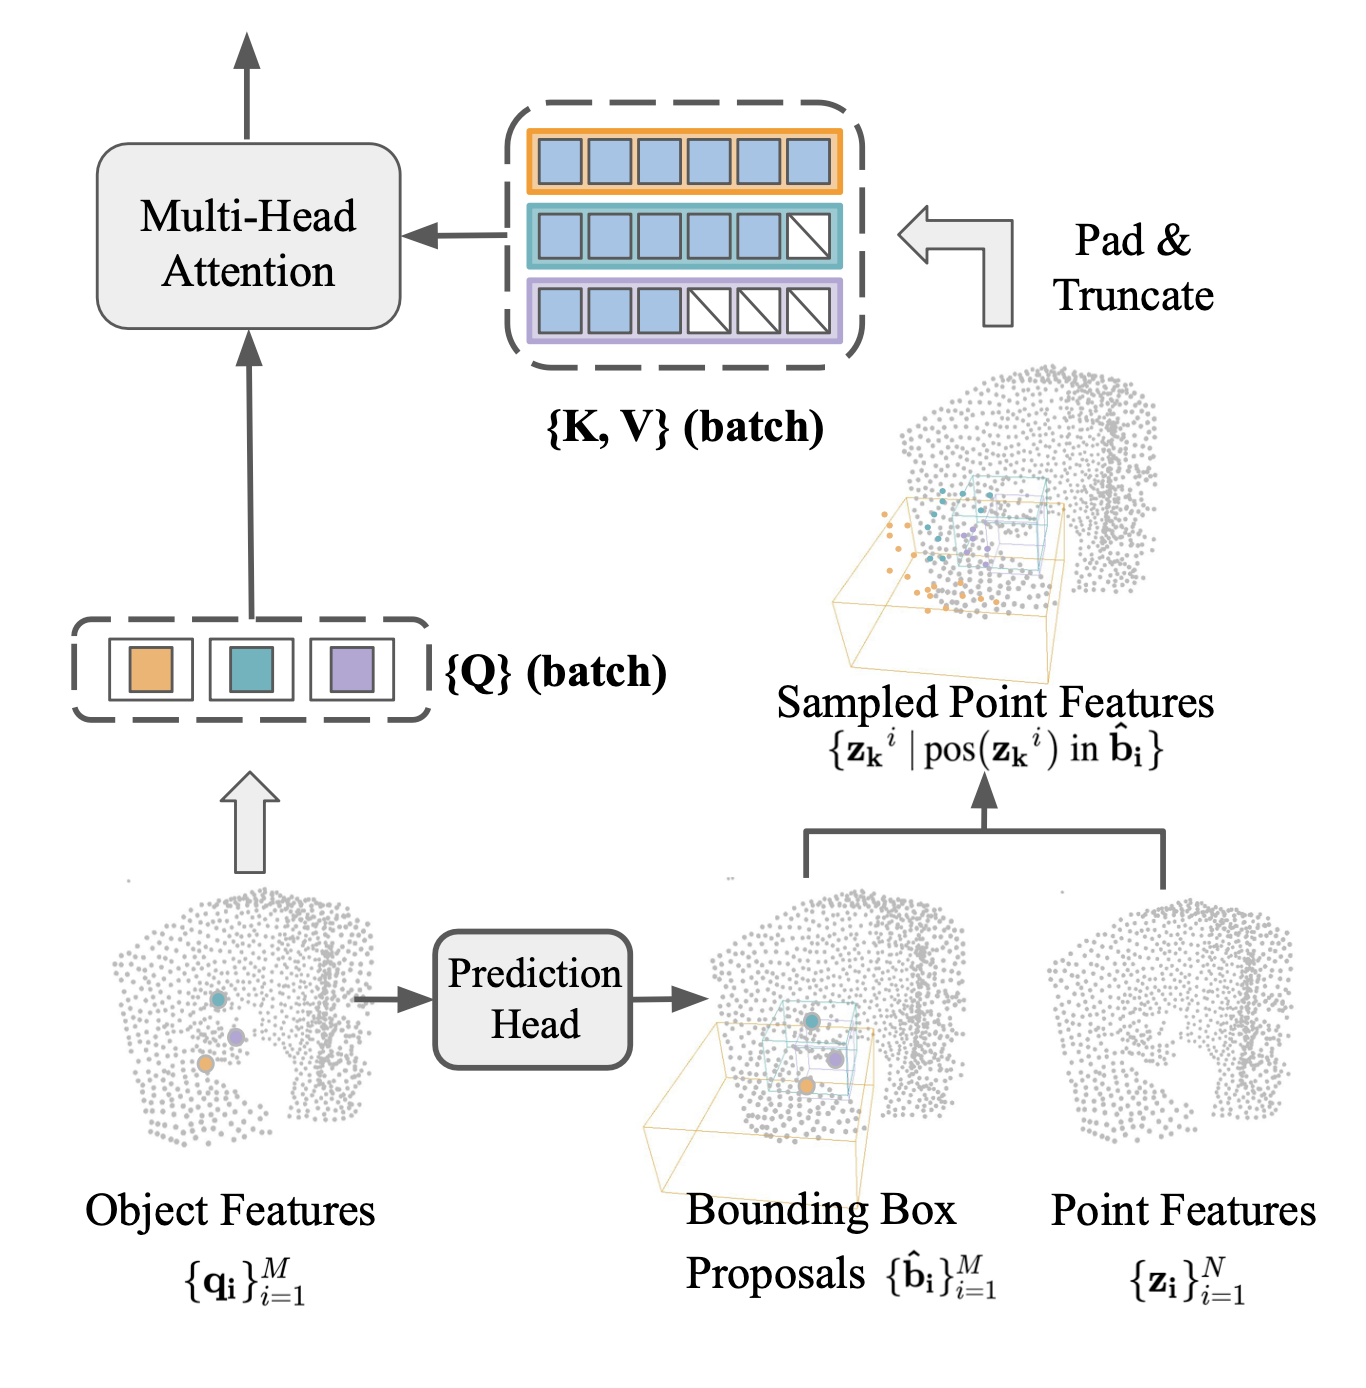 Multi-Head
Attention
Pad &
Truncate
{K, V} (batch)
{Q} (batch)
Sampled Point Features
{z_k^i | pos(z_k^i) in b̂_i}
Prediction
Head
Object Features
{q_i}_{i=1}^M
Bounding Box
Proposals {b̂_i}_{i=1}^M
Point Features
{z_i}_{i=1}^N